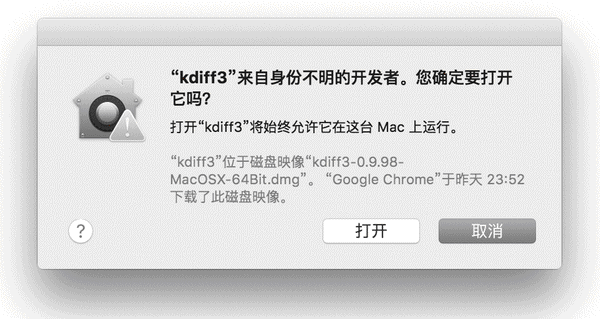 “kdiff3”来自身份不明的开发者。您确定要打开
它吗？
打开“kdiff3”将始终允许它在这台 Mac 上运行。
“kdiff3”位于磁盘映像“kdiff3-0.9.98-
MacOSX-64Bit.dmg”。 “Google Chrome”于昨天 23:52
下载了此磁盘映像。
?
打开
取消